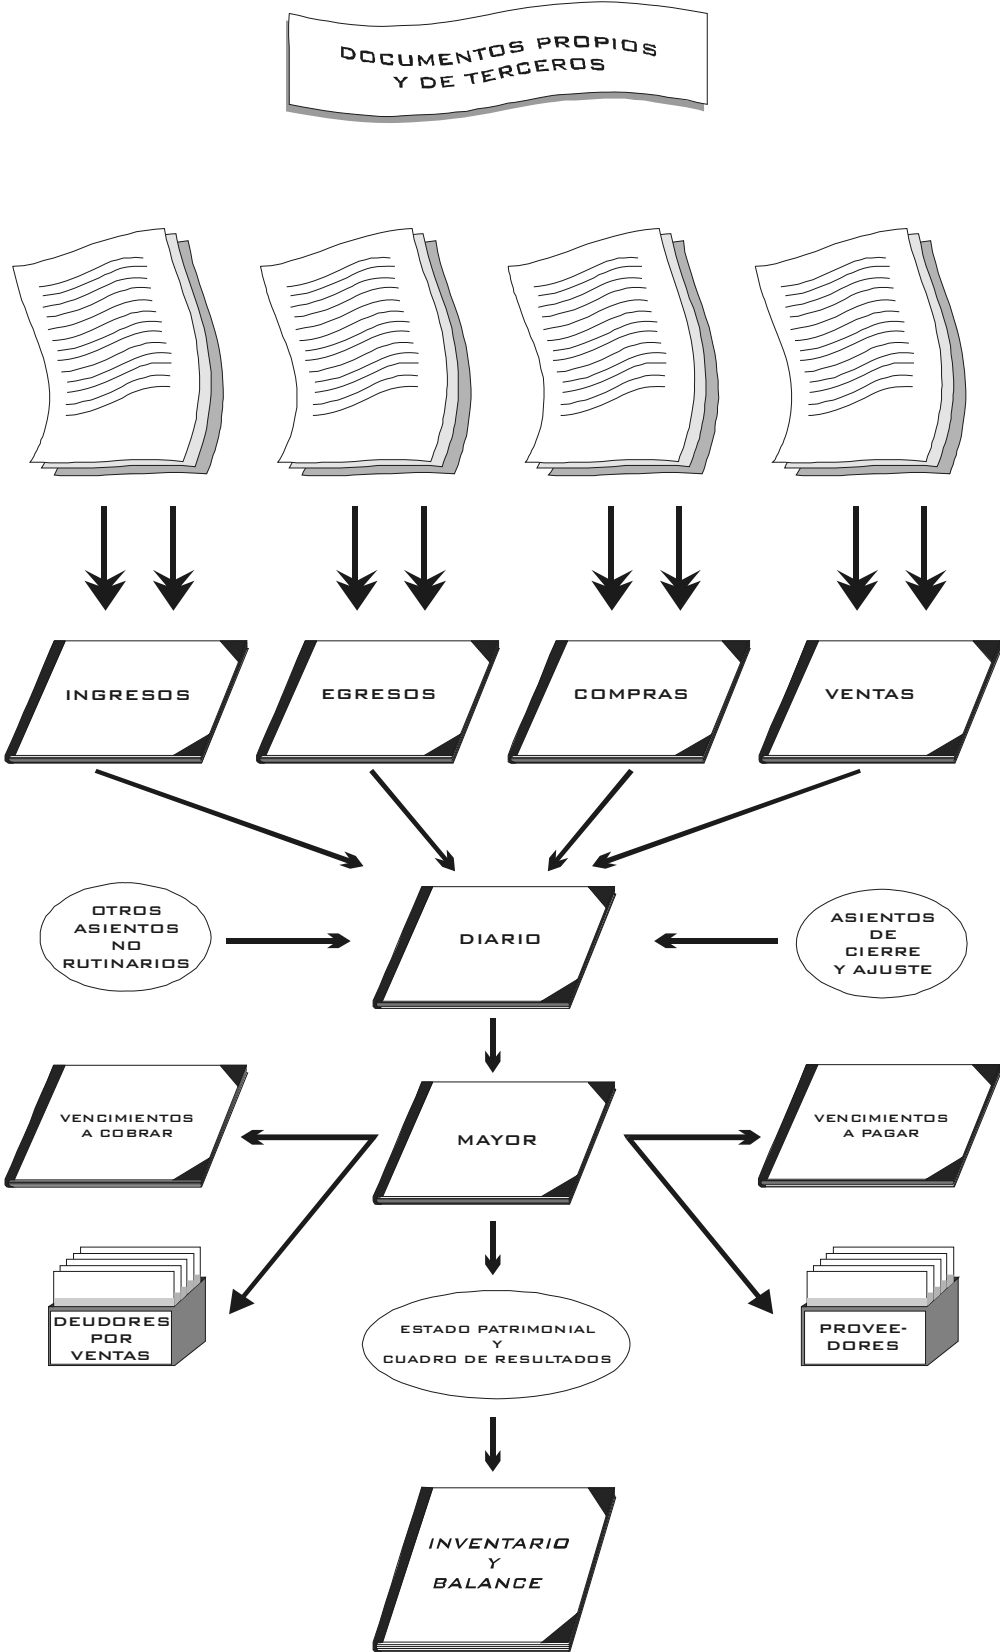 DOCUMENTOS PROPIOS
Y DE TERCEROS
INGRESOS
EGRESOS
COMPRAS
VENTAS
OTROS
ASIENTOS
NO
RUTINARIOS
DIARIO
ASIENTOS
DE
CIERRE
Y AJUSTE
VENCIMIENTOS
A COBRAR
MAYOR
VENCIMIENTOS
A PAGAR
DEUDORES
POR
VENTAS
ESTADO PATRIMONIAL
Y
CUADRO DE RESULTADOS
PROVEE-
DORES
INVENTARIO
Y
BALANCE